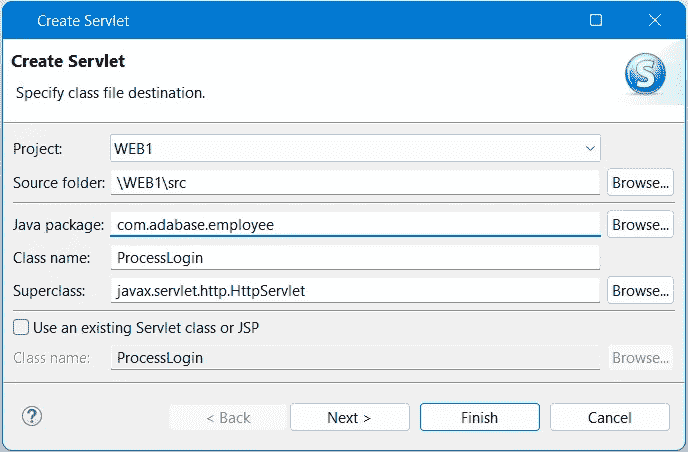 Create Servlet
Create Servlet
Specify class file destination.
S
Project: WEB1
Source folder: \WEB1\src Browse...
Java package: com.adabase.employee Browse...
Class name: ProcessLogin
Superclass: javax.servlet.http.HttpServlet Browse...
Use an existing Servlet class or JSP
Class name: ProcessLogin Browse...
? < Back Next > Finish Cancel